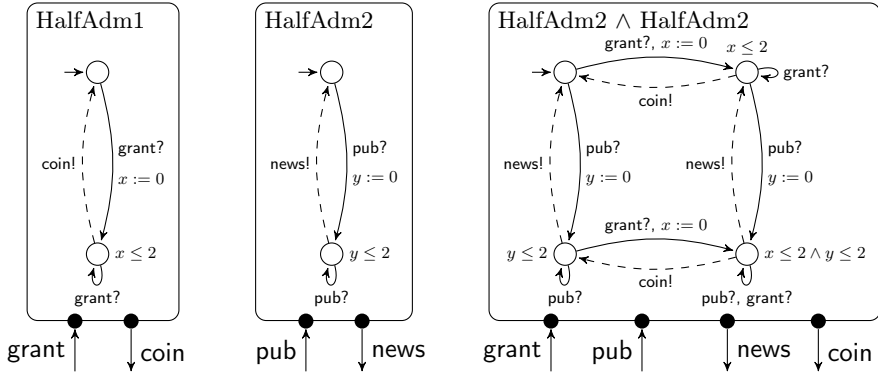 HalfAdm1
coin!
grant?
x := 0
x ≤ 2
grant?
grant
coin
HalfAdm2
news!
pub?
y := 0
y ≤ 2
pub?
pub
news
HalfAdm2 ∧ HalfAdm2
grant?, x := 0
x ≤ 2
grant?
coin!
news!
pub?
y := 0
news!
pub?
y := 0
grant?, x := 0
y ≤ 2
x ≤ 2 ∧ y ≤ 2
coin!
pub?
pub?, grant?
grant
pub
news
coin